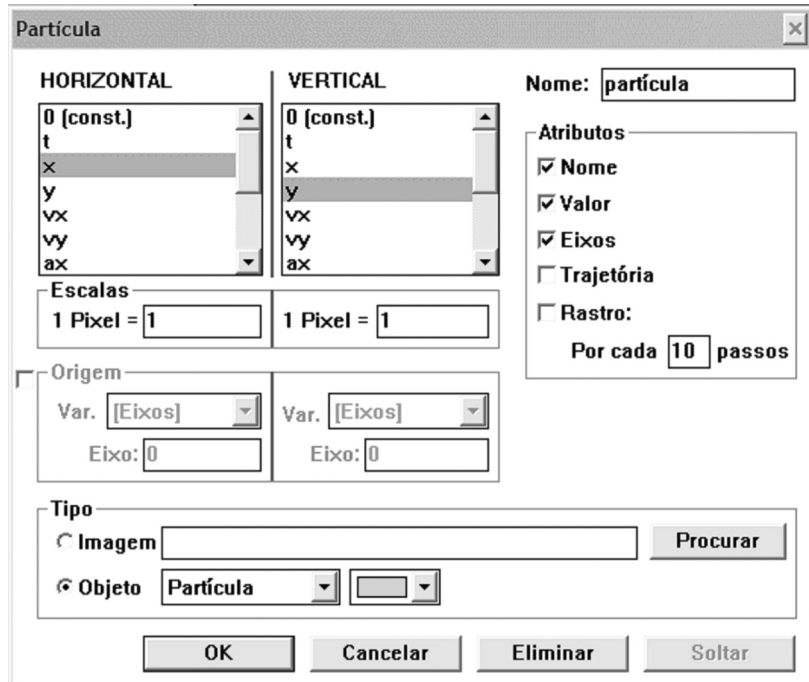 Partícula
HORIZONTAL
0 (const.)
t
x
y
vx
vy
ax
VERTICAL
0 (const.)
t
x
y
vx
vy
ax
Nome: partícula
Atributos
Nome
Valor
Eixos
Trajetória
Rastro:
Por cada 10 passos
Escalas
1 Pixel = 1
1 Pixel = 1
Origem
Var. [Eixos]
Eixo: 0
Var. [Eixos]
Eixo: 0
Tipo
Imagem
Procurar
Objeto Partícula
OK
Cancelar
Eliminar
Soltar